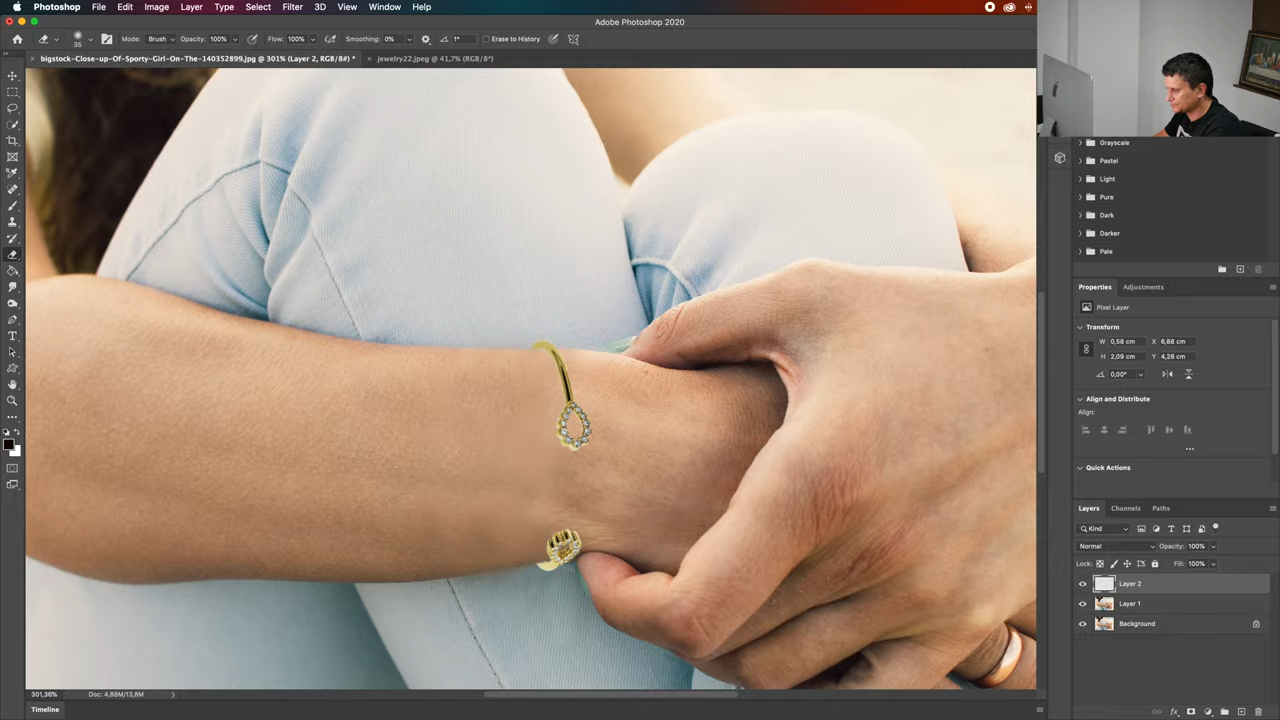 Photoshop File Edit Image Layer Type Select Filter 3D View Window Help
Adobe Photoshop 2020
35 Mode: Brush Opacity: 100% Flow: 100% Smoothing: 0% 1° Erase to History
bigstock-Close-up-Of-Sporty-Girl-On-The-140352899.jpg @ 301% (Layer 2, RGB/8#) * jewelry22.jpeg @ 41,7% (RGB/8*)
Grayscale
Pastel
Light
Pure
Dark
Darker
Pale
Properties Adjustments
Pixel Layer
Transform
W 0,58 cm X 6,88 cm
H 2,09 cm Y 4,28 cm
0,00°
Align and Distribute
Align:
Quick Actions
Layers Channels Paths
Kind
Normal Opacity: 100%
Lock: Fill: 100%
Layer 2
Layer 1
Background
301,36% Doc: 4,88M/13,8M
Timeline